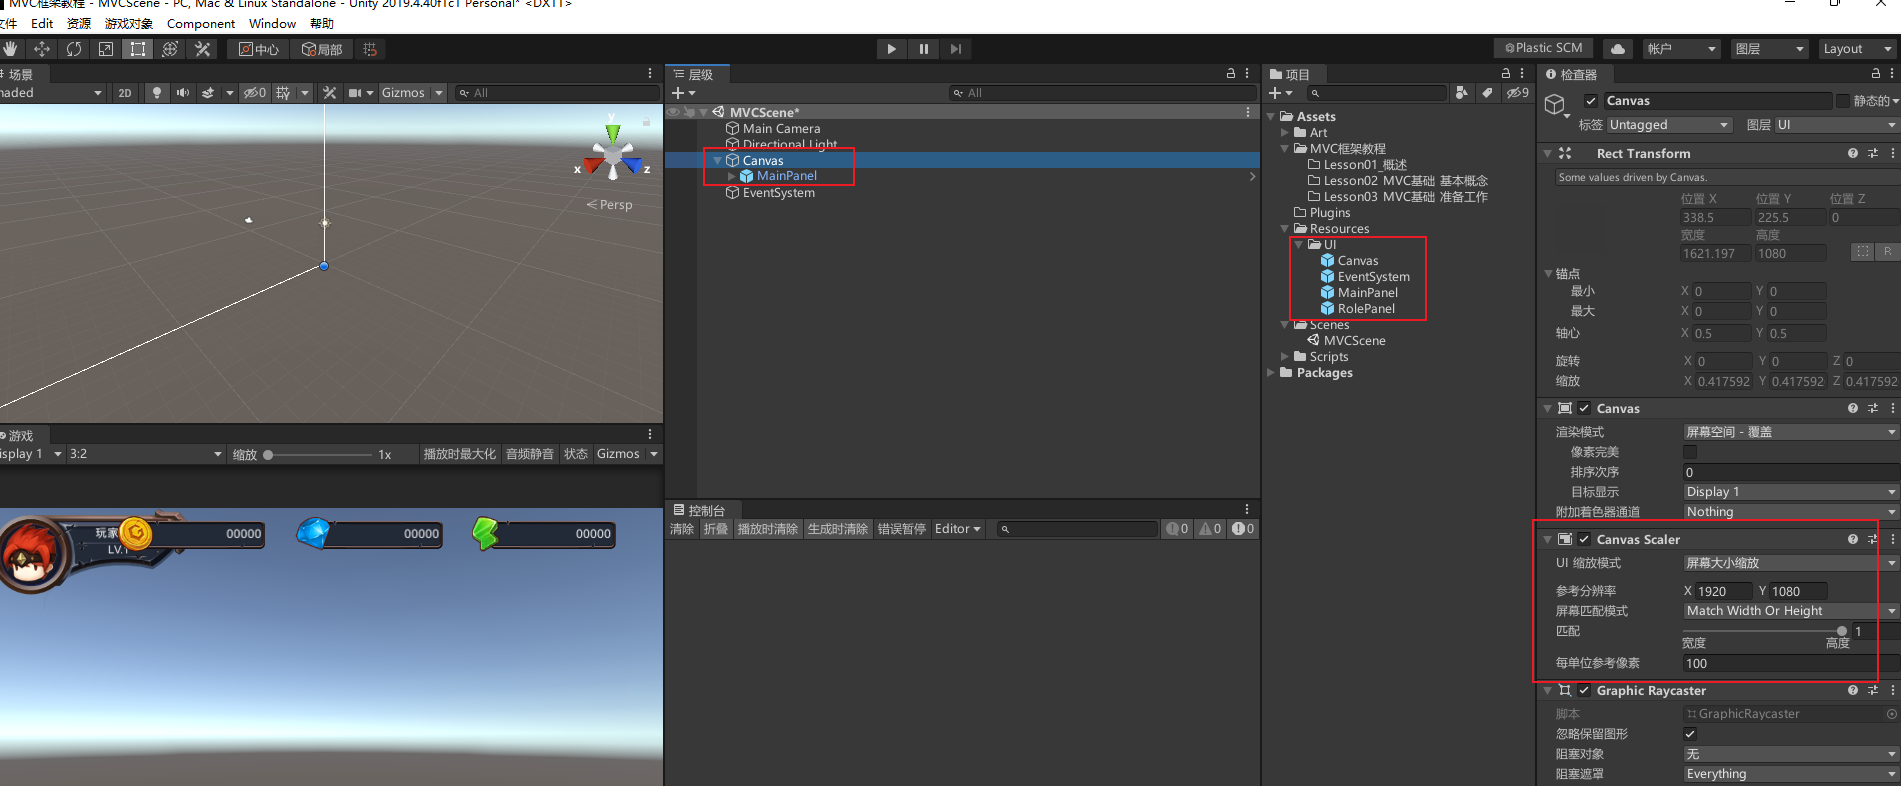 MVC框架教程 - MVCScene - PC, Mac & Linux Standalone - Unity 2019.4.40f1c1 Personal* <DX11>
文件 Edit 资源 游戏对象 Component Window 帮助
中心 局部 Plastic SCM 帐户 图层 Layout
场景
haded 2D 0 Gizmos All
y
x z
Persp
游戏
isplay 1 3:2 缩放 1x 播放时最大化 音频静音 状态 Gizmos
玩家
LV.1
00000 00000 00000
层级
All
MVCScene*
Main Camera
Directional Light
Canvas
MainPanel
EventSystem
控制台
清除 折叠 播放时清除 生成时清除 错误暂停 Editor 0 0 0
项目
9
Assets
Art
MVC框架教程
Lesson01_概述
Lesson02 MVC基础 基本概念
Lesson03 MVC基础 准备工作
Plugins
Resources
UI
Canvas
EventSystem
MainPanel
RolePanel
Scenes
MVCScene
Scripts
Packages
检查器
Canvas 静态的
标签 Untagged 图层 UI
Rect Transform
Some values driven by Canvas.
位置 X 位置 Y 位置 Z
338.5 225.5 0
宽度 高度
1621.197 1080 R
锚点
最小 X 0 Y 0
最大 X 0 Y 0
轴心 X 0.5 Y 0.5
旋转 X 0 Y 0 Z 0
缩放 X 0.417592 Y 0.417592 Z 0.417592
Canvas
渲染模式 屏幕空间 - 覆盖
像素完美
排序次序 0
目标显示 Display 1
附加着色器通道 Nothing
Canvas Scaler
UI 缩放模式 屏幕大小缩放
参考分辨率 X 1920 Y 1080
屏幕匹配模式 Match Width Or Height
匹配 1
宽度 高度
每单位参考像素 100
Graphic Raycaster
脚本 GraphicRaycaster
忽略保留图形
阻塞对象 无
阻塞遮罩 Everything